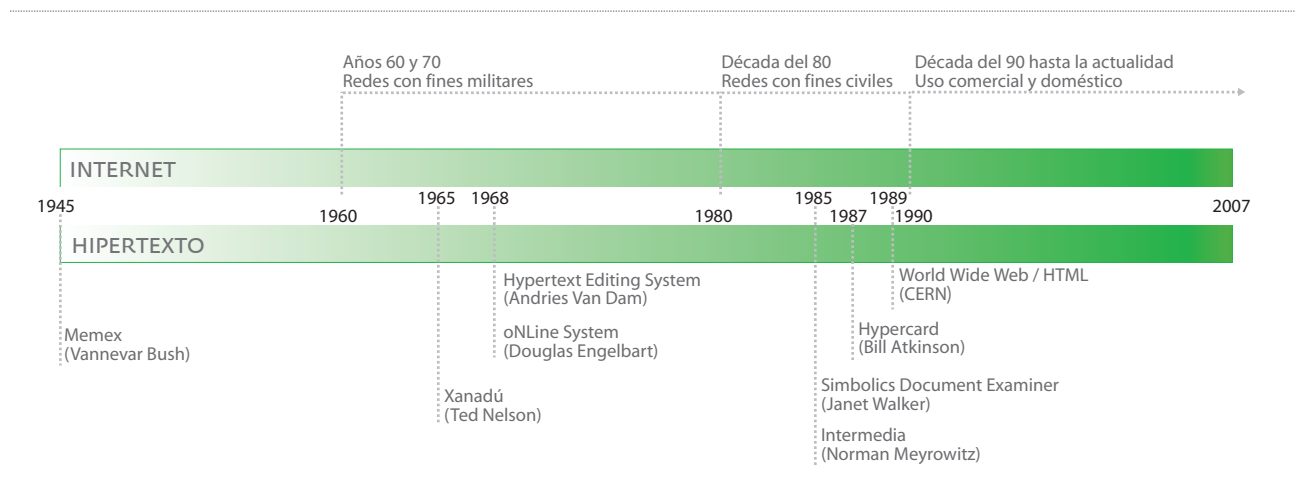 Años 60 y 70
Redes con fines militares
Década del 80
Redes con fines civiles
Década del 90 hasta la actualidad
Uso comercial y doméstico
INTERNET
1945
1960
1965
1968
1980
1985
1987
1989
1990
2007
HIPERTEXTO
Memex
(Vannevar Bush)
Xanadú
(Ted Nelson)
Hypertext Editing System
(Andries Van Dam)
oNLine System
(Douglas Engelbart)
Simbolics Document Examiner
(Janet Walker)
Intermedia
(Norman Meyrowitz)
Hypercard
(Bill Atkinson)
World Wide Web / HTML
(CERN)